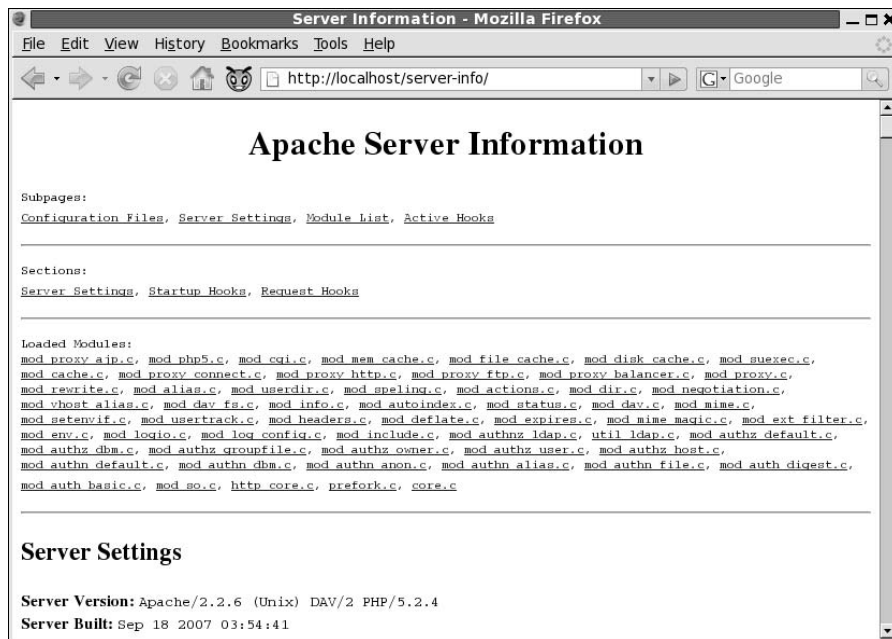 Server Information - Mozilla Firefox
File Edit View History Bookmarks Tools Help
http://localhost/server-info/ G Google
Apache Server Information
Subpages:
Configuration Files, Server Settings, Module List, Active Hooks
Sections:
Server Settings, Startup Hooks, Request Hooks
Loaded Modules:
mod_proxy_ajp.c, mod_php5.c, mod_cgi.c, mod_mem_cache.c, mod_file_cache.c, mod_disk_cache.c, mod_suexec.c,
mod_cache.c, mod_proxy_connect.c, mod_proxy_http.c, mod_proxy_ftp.c, mod_proxy_balancer.c, mod_proxy.c,
mod_rewrite.c, mod_alias.c, mod_userdir.c, mod_speling.c, mod_actions.c, mod_dir.c, mod_negotiation.c,
mod_vhost_alias.c, mod_dav_fs.c, mod_info.c, mod_autoindex.c, mod_status.c, mod_dav.c, mod_mime.c,
mod_setenvif.c, mod_usertrack.c, mod_headers.c, mod_deflate.c, mod_expires.c, mod_mime_magic.c, mod_ext_filter.c,
mod_env.c, mod_logio.c, mod_log_config.c, mod_include.c, mod_authnz_ldap.c, util_ldap.c, mod_authz_default.c,
mod_authz_dbm.c, mod_authz_groupfile.c, mod_authz_owner.c, mod_authz_user.c, mod_authz_host.c,
mod_authn_default.c, mod_authn_dbm.c, mod_authn_anon.c, mod_authn_alias.c, mod_authn_file.c, mod_auth_digest.c,
mod_auth_basic.c, mod_so.c, http_core.c, prefork.c, core.c
Server Settings
Server Version: Apache/2.2.6 (Unix) DAV/2 PHP/5.2.4
Server Built: Sep 18 2007 03:54:41